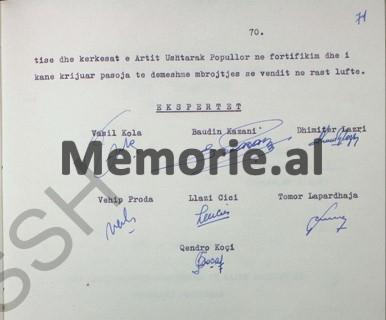 71
70.
tise dhe kerkesat e Artit Ushtarak Popullor ne fortifikim dhe i
kane krijuar pasoja te demeshme mbrojtjes se vendit ne rast lufte.
EKSPERTET
Vasil Kola Baudin Kazani Dhimiter Lazri
Memorie.al
Vehip Proda Llazi Cici Tomor Lapardhaja
Qendro Koçi
SSH